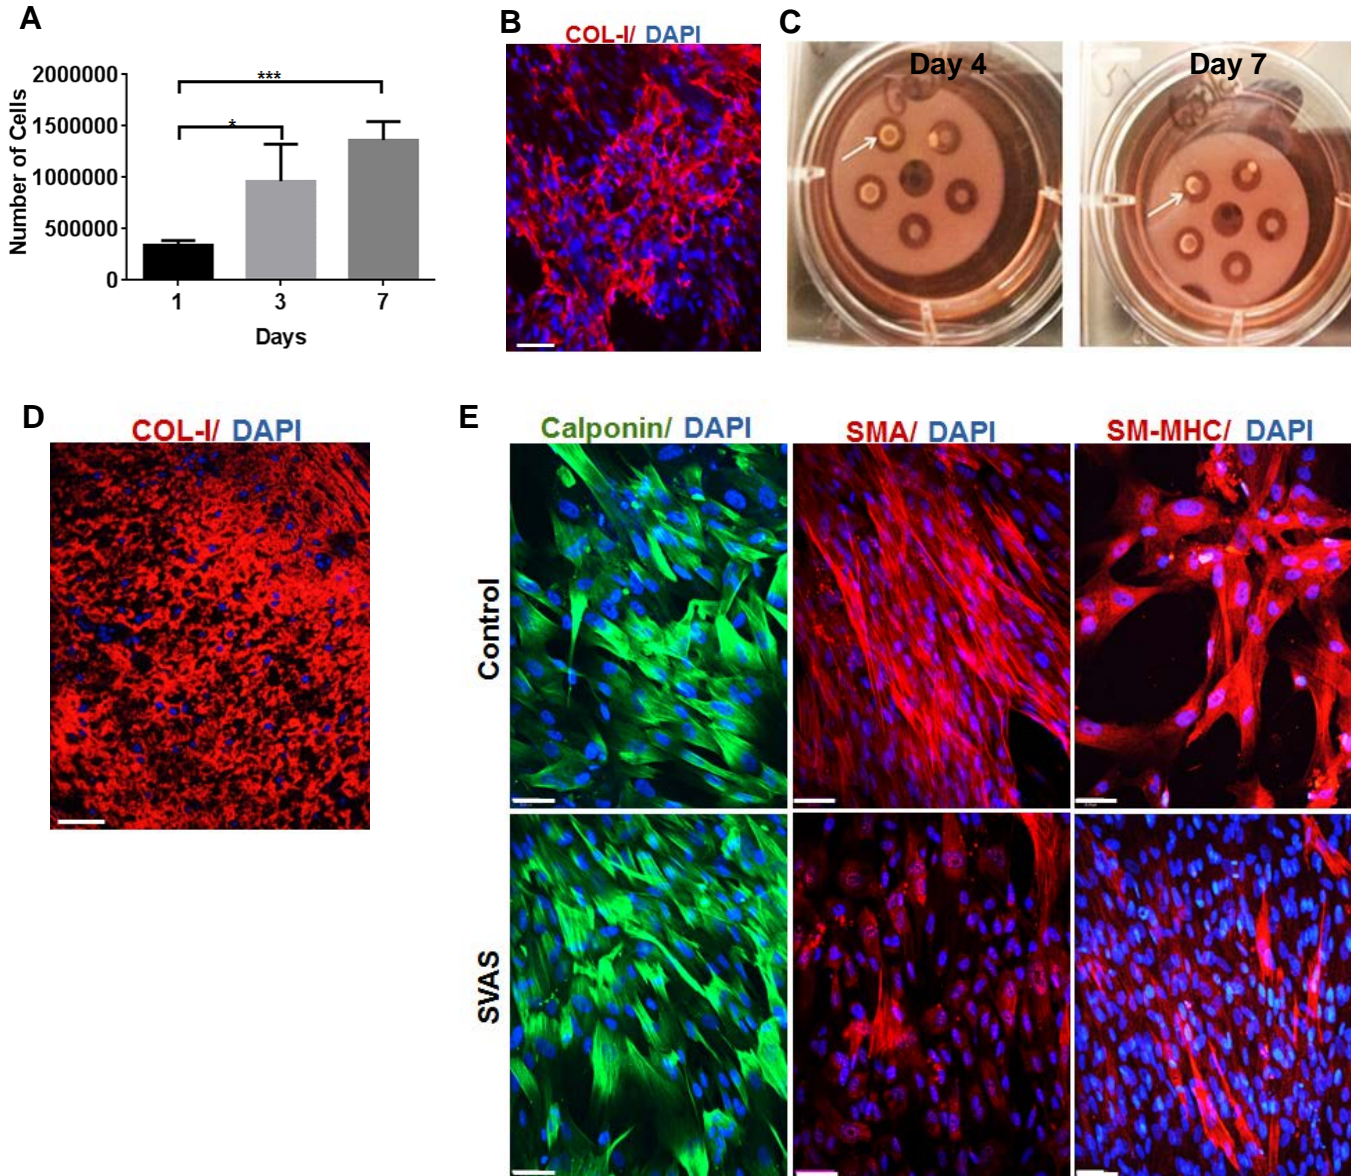 A
2000000
1500000
1000000
500000
0
Number of Cells
***
*
1 3 7
Days
B
COL-I/ DAPI
C
Day 4
Day 7
D
COL-I/ DAPI
E
Calponin/ DAPI
SMA/ DAPI
SM-MHC/ DAPI
Control
SVAS